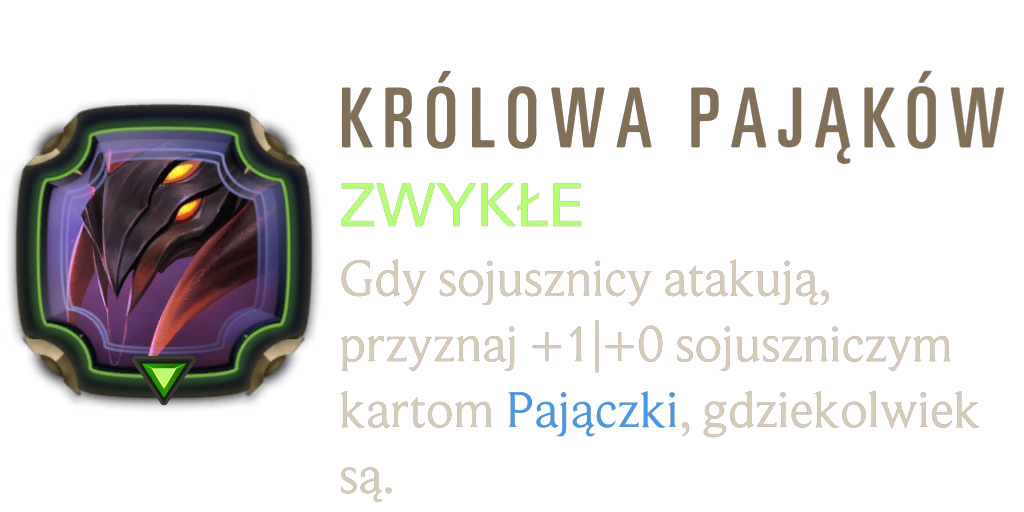 KRÓLOWA PAJĄKÓW
ZWYKŁE
Gdy sojusznicy atakują,
przyznaj +1|+0 sojuszniczym
kartom Pajączki, gdziekolwiek
są.